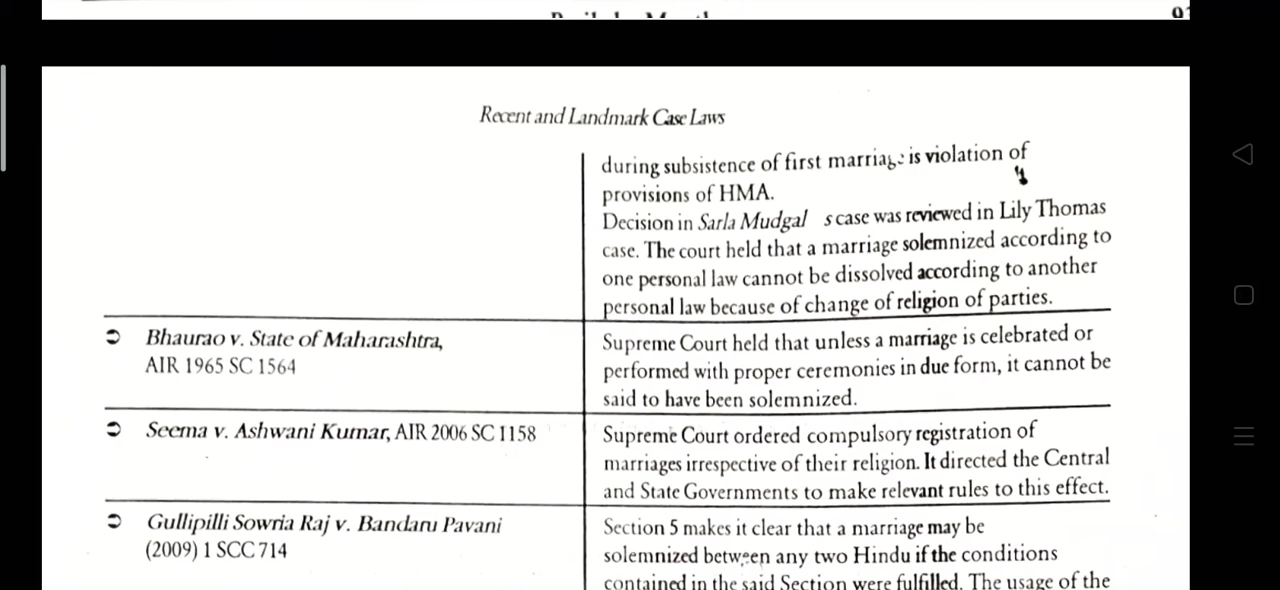 Recent and Landmark Case Laws
during subsistence of first marriage is violation of
provisions of HMA.
Decision in Sarla Mudgal s case was reviewed in Lily Thomas
case. The court held that a marriage solemnized according to
one personal law cannot be dissolved according to another
personal law because of change of religion of parties.
➲ Bhaurao v. State of Maharashtra,
AIR 1965 SC 1564
Supreme Court held that unless a marriage is celebrated or
performed with proper ceremonies in due form, it cannot be
said to have been solemnized.
➲ Seema v. Ashwani Kumar, AIR 2006 SC 1158
Supreme Court ordered compulsory registration of
marriages irrespective of their religion. It directed the Central
and State Governments to make relevant rules to this effect.
➲ Gullipilli Sowria Raj v. Bandaru Pavani
(2009) 1 SCC 714
Section 5 makes it clear that a marriage may be
solemnized between any two Hindu if the conditions
contained in the said Section were fulfilled. The usage of the